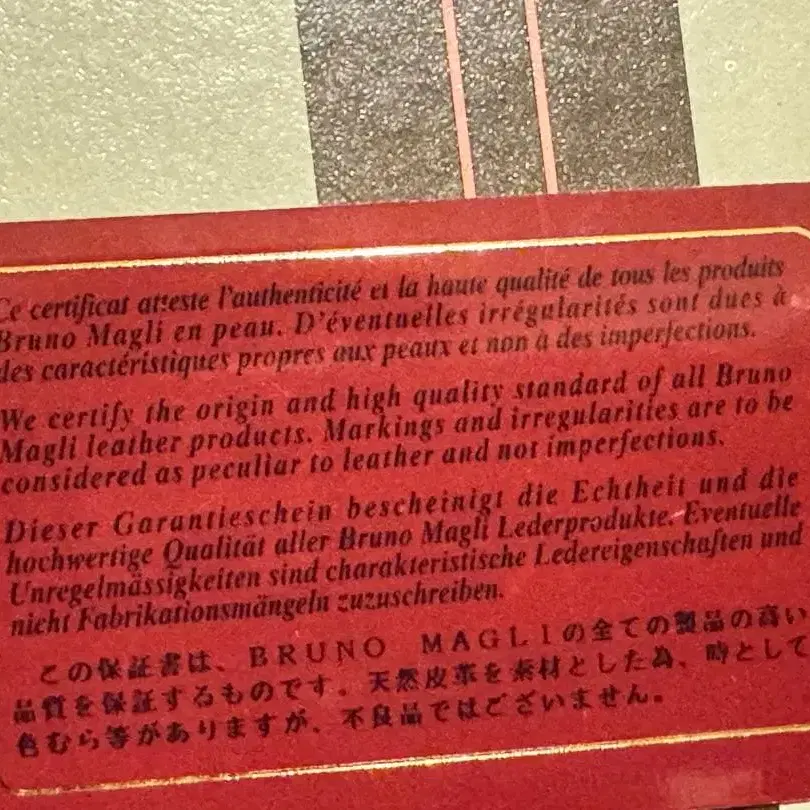 Ce certificat atteste l'authenticité et la haute qualité de tous les produits
Bruno Magli en peau. D'éventuelles irrégularités sont dues à
des caractéristiques propres aux peaux et non à des imperfections.
We certify the origin and high quality standard of all Bruno
Magli leather products. Markings and irregularities are to be
considered as peculiar to leather and not imperfections.
Dieser Garantieschein bescheinigt die Echtheit und die
hochwertige Qualität aller Bruno Magli Lederprodukte. Eventuelle
Unregelmässigkeiten sind charakteristische Ledereigenschaften und
nicht Fabrikationsmängeln zuzuschreiben.
この保証書は、BRUNO MAGLIの全ての製品の高い
品質を保証するものです。天然皮革を素材とした為、時として
色むら等がありますが、不良品ではございません。